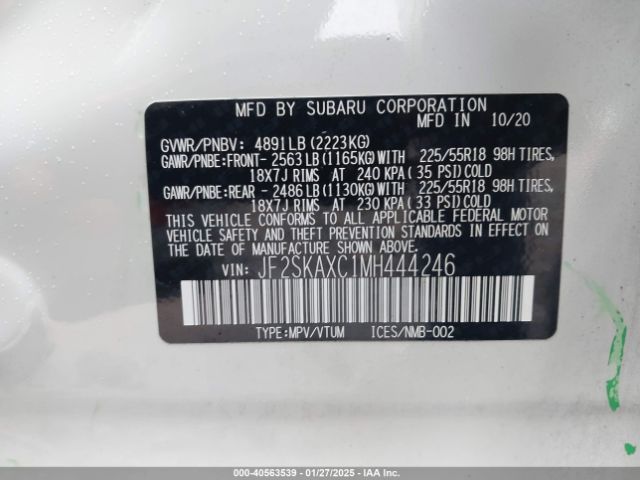 MFD BY SUBARU CORPORATION
MFD IN 10/20
GVWR/PNBV: 4891LB(2223KG)
GAWR/PNBE:FRONT-2563LB(1165KG)WITH 225/55R18 98H TIRES,
18X7J RIMS AT 240 KPA(35 PSI)COLD
GAWR/PNBE:REAR -2486LB(1130KG)WITH 225/55R18 98H TIRES,
18X7J RIMS AT 230 KPA(33 PSI)COLD
THIS VEHICLE CONFORMS TO ALL APPLICABLE FEDERAL MOTOR
VEHICLE SAFETY AND THEFT PREVENTION STANDARDS IN EFFECT ON
THE DATE OF MANUFACTURE SHOWN ABOVE.
VIN: JF2SKAXC1MH444246
TYPE:MPV/VTUM ICES/NMB-002
000-40563539 - 01/27/2025 - IAA Inc.